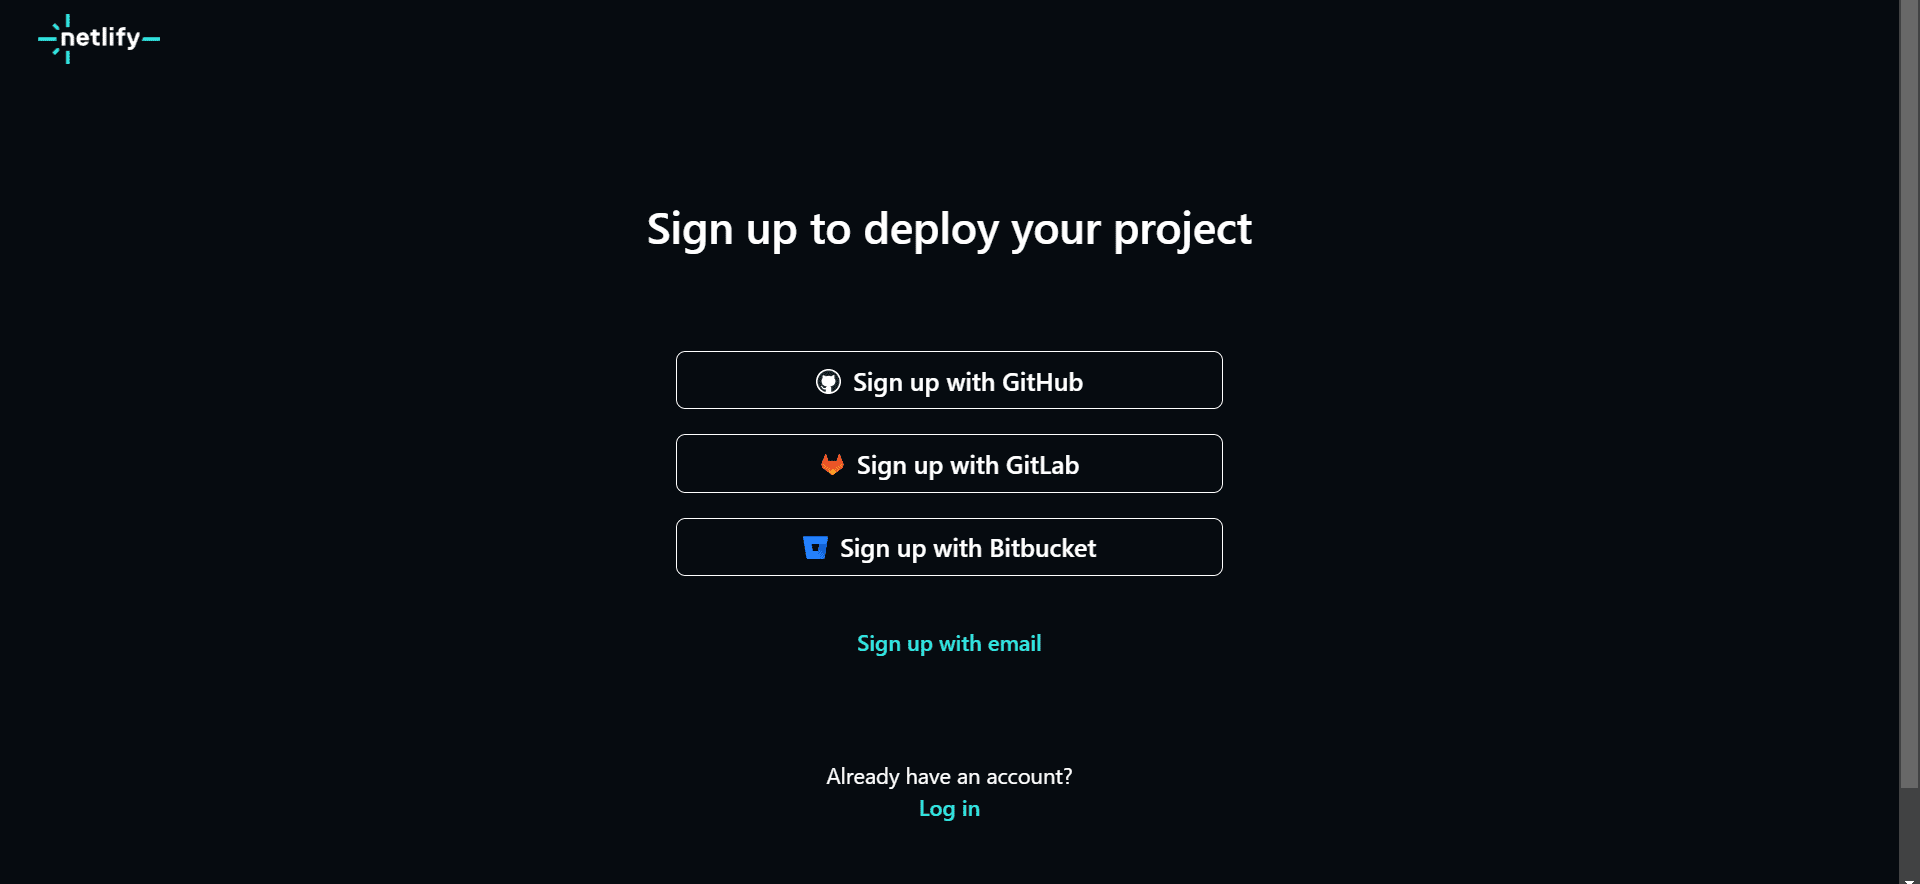 netlify
Sign up to deploy your project
Sign up with GitHub
Sign up with GitLab
Sign up with Bitbucket
Sign up with email
Already have an account?
Log in